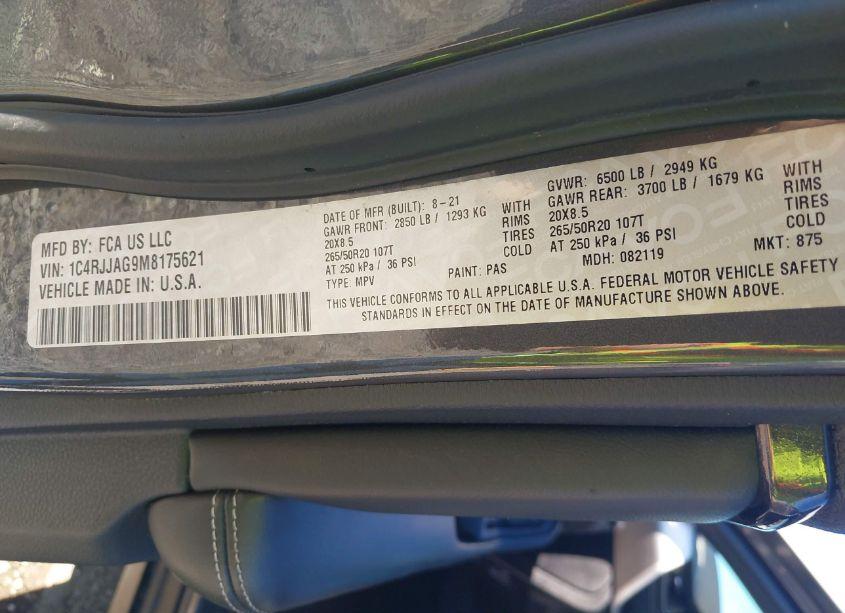 MFD BY: FCA US LLC
VIN: 1C4RJJAG9M8175621
VEHICLE MADE IN: U.S.A.
DATE OF MFR (BUILT): 8-21
GAWR FRONT: 2850 LB / 1293 KG WITH
20X8.5 RIMS
265/50R20 107T TIRES
AT 250 kPa / 36 PSI COLD
TYPE: MPV PAINT: PAS
GVWR: 6500 LB / 2949 KG
GAWR REAR: 3700 LB / 1679 KG WITH
20X8.5 RIMS
265/50R20 107T TIRES
AT 250 kPa / 36 PSI COLD
MDH: 082119 MKT: 875
THIS VEHICLE CONFORMS TO ALL APPLICABLE U.S.A. FEDERAL MOTOR VEHICLE SAFETY
STANDARDS IN EFFECT ON THE DATE OF MANUFACTURE SHOWN ABOVE.